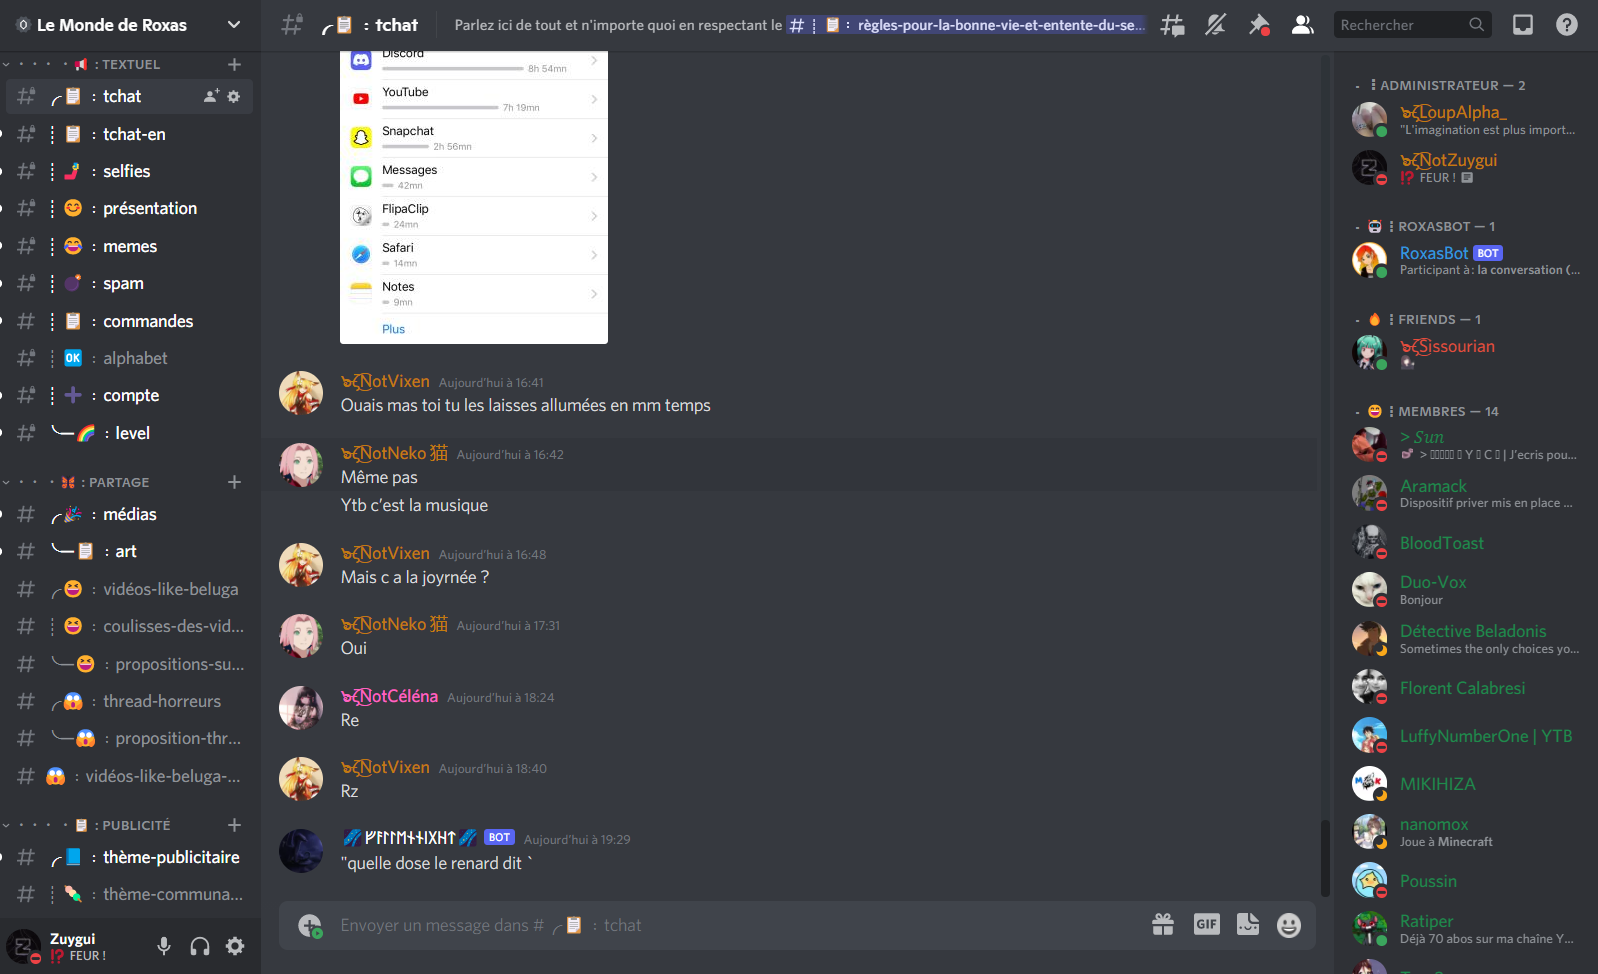 Le Monde de Roxas
: TEXTUEL
: tchat
: tchat-en
: selfies
: présentation
: memes
: spam
: commandes
OK : alphabet
: compte
: level
: PARTAGE
: médias
: art
: vidéos-like-beluga
: coulisses-des-vid...
: propositions-su...
: thread-horreurs
: proposition-thr...
: vidéos-like-beluga-...
: PUBLICITÉ
: thème-publicitaire
: thème-communa...
Zuygui
⁉️ FEUR !
: tchat
Parlez ici de tout et n'importe quoi en respectant le # ┊ 📋 : règles-pour-la-bonne-vie-et-entente-du-se...
Rechercher
Discord
8h 54mn
YouTube
7h 19mn
Snapchat
2h 56mn
Messages
42mn
FlipaClip
24mn
Safari
14mn
Notes
9mn
Plus
NotVixen Aujourd'hui à 16:41
Ouais mas toi tu les laisses allumées en mm temps
NotNeko 猫 Aujourd'hui à 16:42
Même pas
Ytb c'est la musique
NotVixen Aujourd'hui à 16:48
Mais c a la joyrnée ?
NotNeko 猫 Aujourd'hui à 17:31
Oui
NotCéléna Aujourd'hui à 18:24
Re
NotVixen Aujourd'hui à 18:40
Rz
BOT Aujourd'hui à 19:29
"quelle dose le renard dit `
Envoyer un message dans # 📋 : tchat
GIF
- ┊ ADMINISTRATEUR — 2
LoupAlpha_
"L'imagination est plus import...
NotZuygui
⁉️ FEUR !
- ┊ ROXASBOT — 1
RoxasBot BOT
Participant à : la conversation (...
- ┊ FRIENDS — 1
Sissourian
- ┊ MEMBRES — 14
> Sun
Y C | J'ecris pou...
Aramack
Dispositif priver mis en place ...
BloodToast
Duo-Vox
Bonjour
Détective Beladonis
Sometimes the only choices yo...
Florent Calabresi
LuffyNumberOne | YTB
MIKIHIZA
nanomox
Joue à Minecraft
Poussin
Ratiper
Déjà 70 abos sur ma chaîne Y...